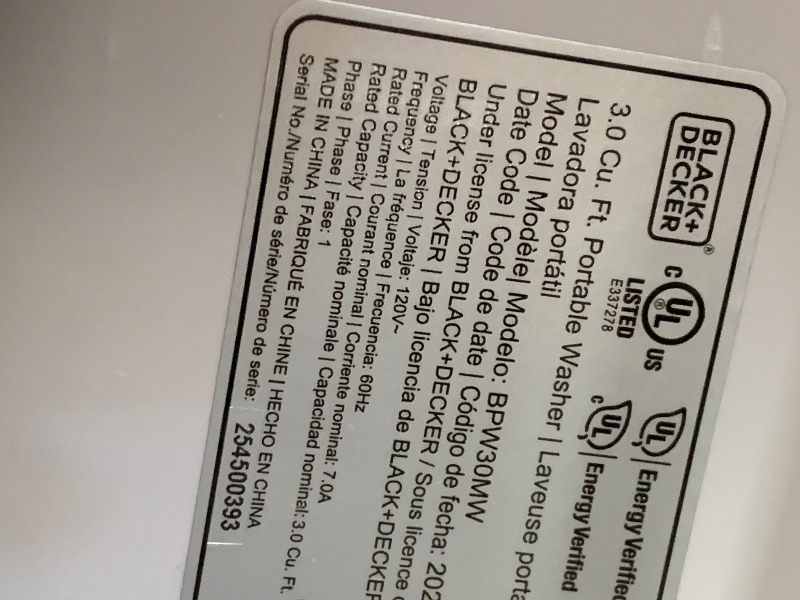 BLACK+
DECKER®
C UL® US
LISTED
E337278
UL Energy Verified
c UL Energy Verified
3.0 Cu. Ft. Portable Washer | Laveuse
Lavadora portátil
Model | Modèle| Modelo: BPW30MW
Date Code | Code de date | Código de fecha:
Under license from BLACK+DECKER / Sous licence
BLACK+DECKER | Bajo licencia de BLACK+DECKER
Voltage | Tension | Voltaje: 120V~
Frequency | La fréquence | Frecuencia: 60Hz
Rated Current | Courant nominal | Corriente nominal: 7.0A
Rated Capacity | Capacité nominale | Capacidad nominal: 3.0 Cu. Ft.
Phase | Phase | Fase: 1
MADE IN CHINA | FABRIQUÉ EN CHINE | HECHO EN CHINA
Serial No./Numéro de série/Número de serie: 254500393